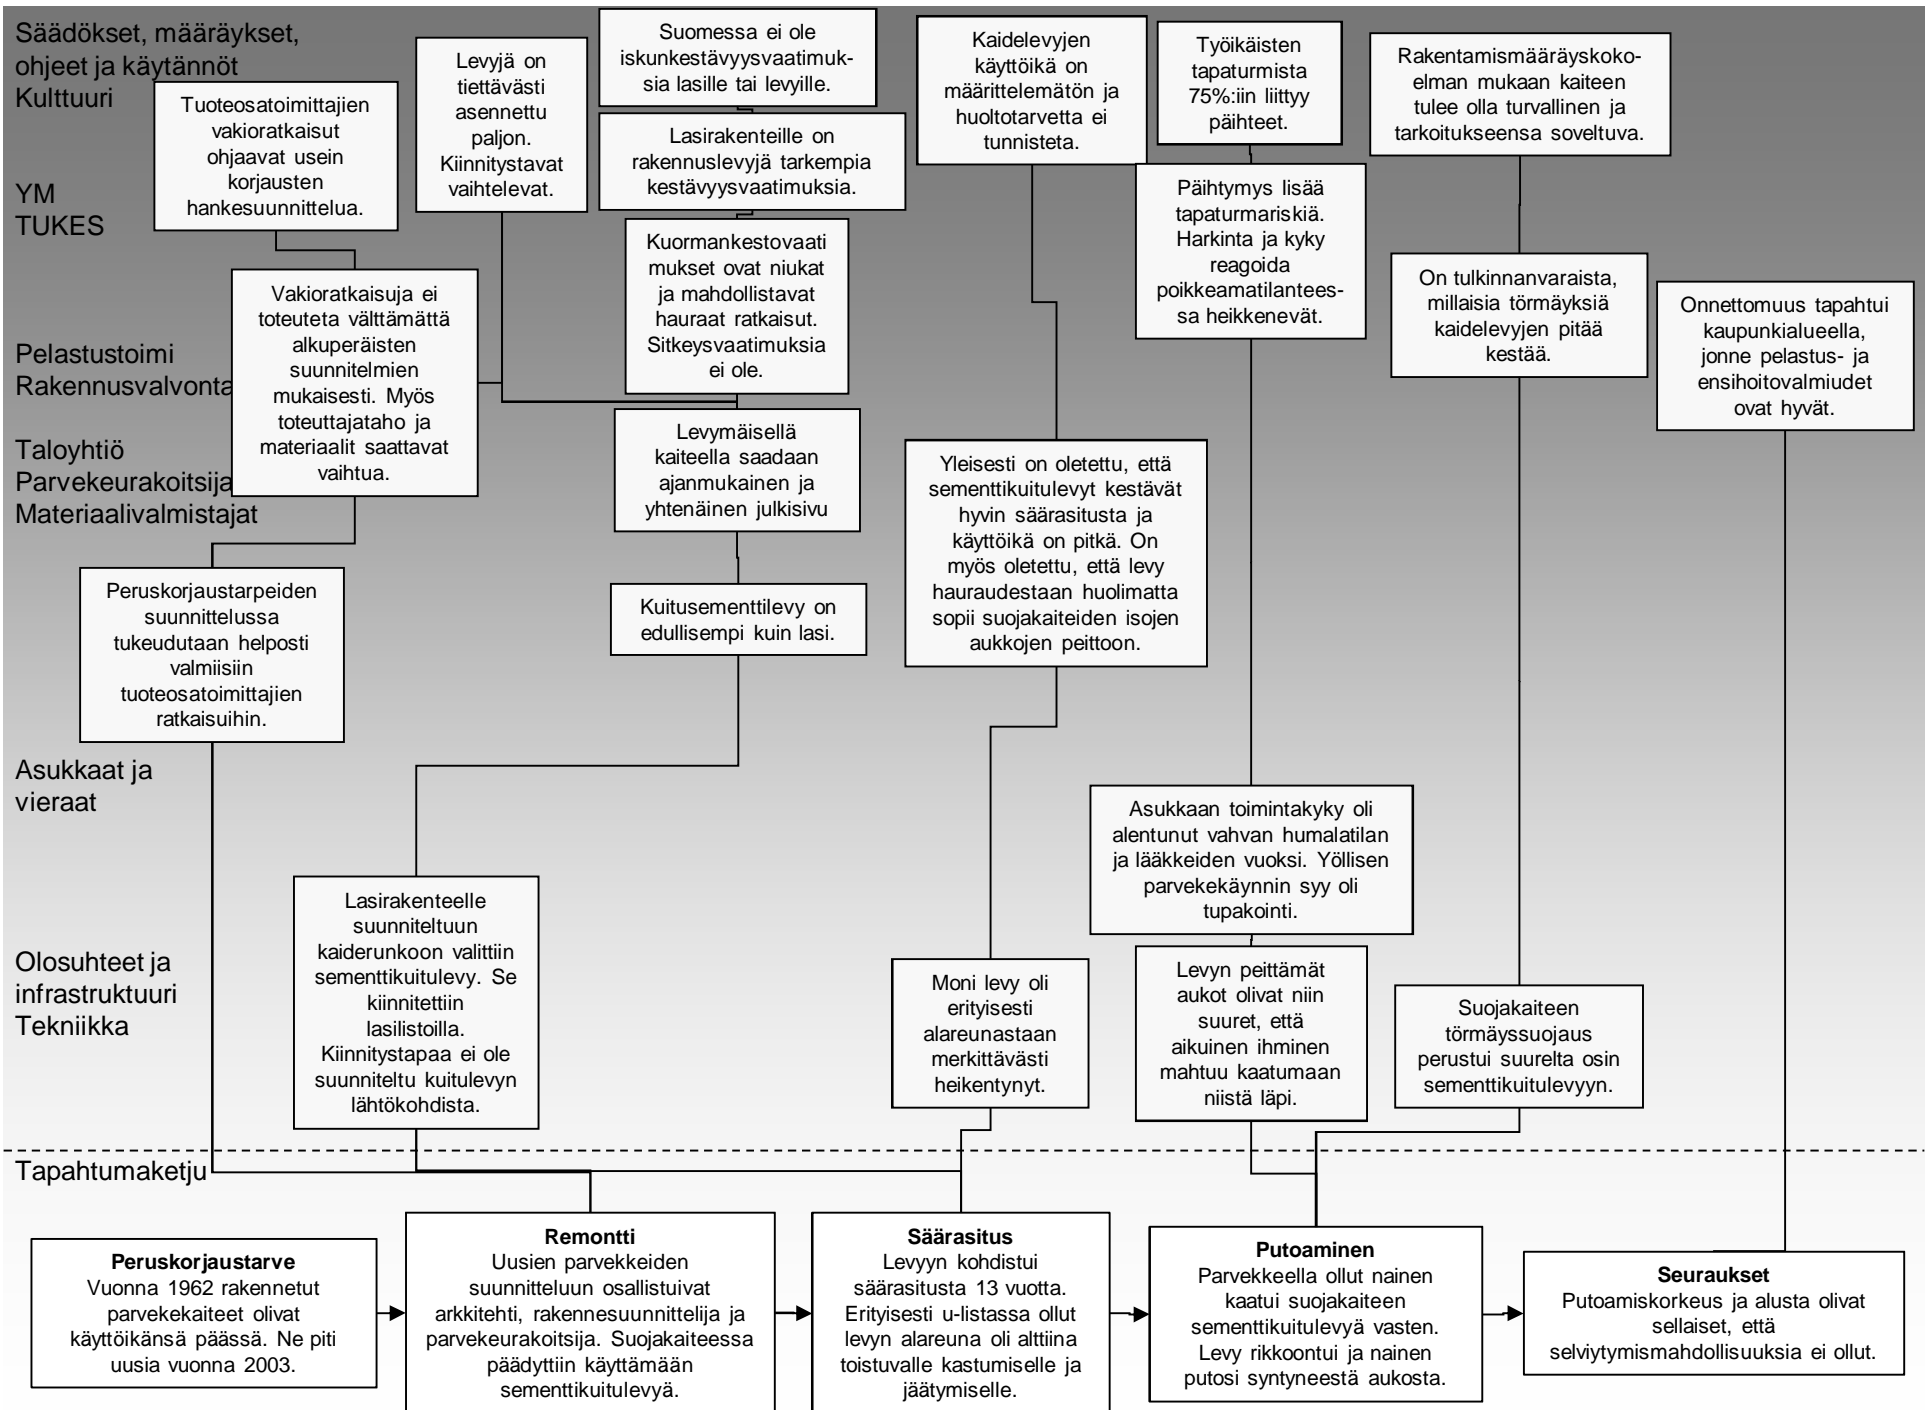 Säädökset, määräykset,
ohjeet ja käytännöt
Kulttuuri
YM
TUKES
Pelastustoimi
Rakennusvalvonta
Taloyhtiö
Parvekeurakoitsija
Materiaalivalmistajat
Asukkaat ja
vieraat
Olosuhteet ja
infrastruktuuri
Tekniikka
Tuoteosatoimittajien
vakioratkaisut
ohjaavat usein
korjausten
hankesuunnittelua.
Vakioratkaisuja ei
toteuteta välttämättä
alkuperäisten
suunnitelmien
mukaisesti. Myös
toteuttajataho ja
materiaalit saattavat
vaihtua.
Peruskorjaustarpeiden
suunnittelussa
tukeudutaan helposti
valmiisiin
tuoteosatoimittajien
ratkaisuihin.
Levyjä on
tiettävästi
asennettu
paljon.
Kiinnitystavat
vaihtelevat.
Suomessa ei ole
iskunkestävyysvaatimuk-
sia lasille tai levyille.
Lasirakenteille on
rakennuslevyjä tarkempia
kestävyysvaatimuksia.
Kuormankestovaati
mukset ovat niukat
ja mahdollistavat
hauraat ratkaisut.
Sitkeysvaatimuksia
ei ole.
Levymäisellä
kaiteella saadaan
ajanmukainen ja
yhtenäinen julkisivu
Kuitusementtilevy on
edullisempi kuin lasi.
Lasirakenteelle
suunniteltuun
kaiderunkoon valittiin
sementtikuitulevy. Se
kiinnitettiin
lasilistoilla.
Kiinnitystapaa ei ole
suunniteltu kuitulevyn
lähtökohdista.
Kaidelevyjen
käyttöikä on
määrittelemätön ja
huoltotarvetta ei
tunnisteta.
Yleisesti on oletettu, että
sementtikuitulevyt kestävät
hyvin säärasitusta ja
käyttöikä on pitkä. On
myös oletettu, että levy
hauraudestaan huolimatta
sopii suojakaiteiden isojen
aukkojen peittoon.
Moni levy oli
erityisesti
alareunastaan
merkittävästi
heikentynyt.
Työikäisten
tapaturmista
75%:iin liittyy
päihteet.
Päihtymys lisää
tapaturmariskiä.
Harkinta ja kyky
reagoida
poikkeamatilantees-
sa heikkenevät.
Asukkaan toimintakyky oli
alentunut vahvan humalatilan
ja lääkkeiden vuoksi. Yöllisen
parvekekäynnin syy oli
tupakointi.
Levyn peittämät
aukot olivat niin
suuret, että
aikuinen ihminen
mahtuu kaatumaan
niistä läpi.
Rakentamismääräyskoko-
elman mukaan kaiteen
tulee olla turvallinen ja
tarkoitukseensa soveltuva.
On tulkinnanvaraista,
millaisia törmäyksiä
kaidelevyjen pitää
kestää.
Suojakaiteen
törmäyssuojaus
perustui suurelta osin
sementtikuitulevyyn.
Onnettomuus tapahtui
kaupunkialueella,
jonne pelastus- ja
ensihoitovalmiudet
ovat hyvät.
Tapahtumaketju
Peruskorjaustarve
Vuonna 1962 rakennetut
parvekekaiteet olivat
käyttöikänsä päässä. Ne piti
uusia vuonna 2003.
Remontti
Uusien parvekkeiden
suunnitteluun osallistuivat
arkkitehti, rakennesuunnittelija ja
parvekeurakoitsija. Suojakaiteessa
päädyttiin käyttämään
sementtikuitulevyä.
Säärasitus
Levyyn kohdistui
säärasitusta 13 vuotta.
Erityisesti u-listassa ollut
levyn alareuna oli alttiina
toistuvalle kastumiselle ja
jäätymiselle.
Putoaminen
Parvekkeella ollut nainen
kaatui suojakaiteen
sementtikuitulevyä vasten.
Levy rikkoontui ja nainen
putosi syntyneestä aukosta.
Seuraukset
Putoamiskorkeus ja alusta olivat
sellaiset, että
selviytymismahdollisuuksia ei ollut.